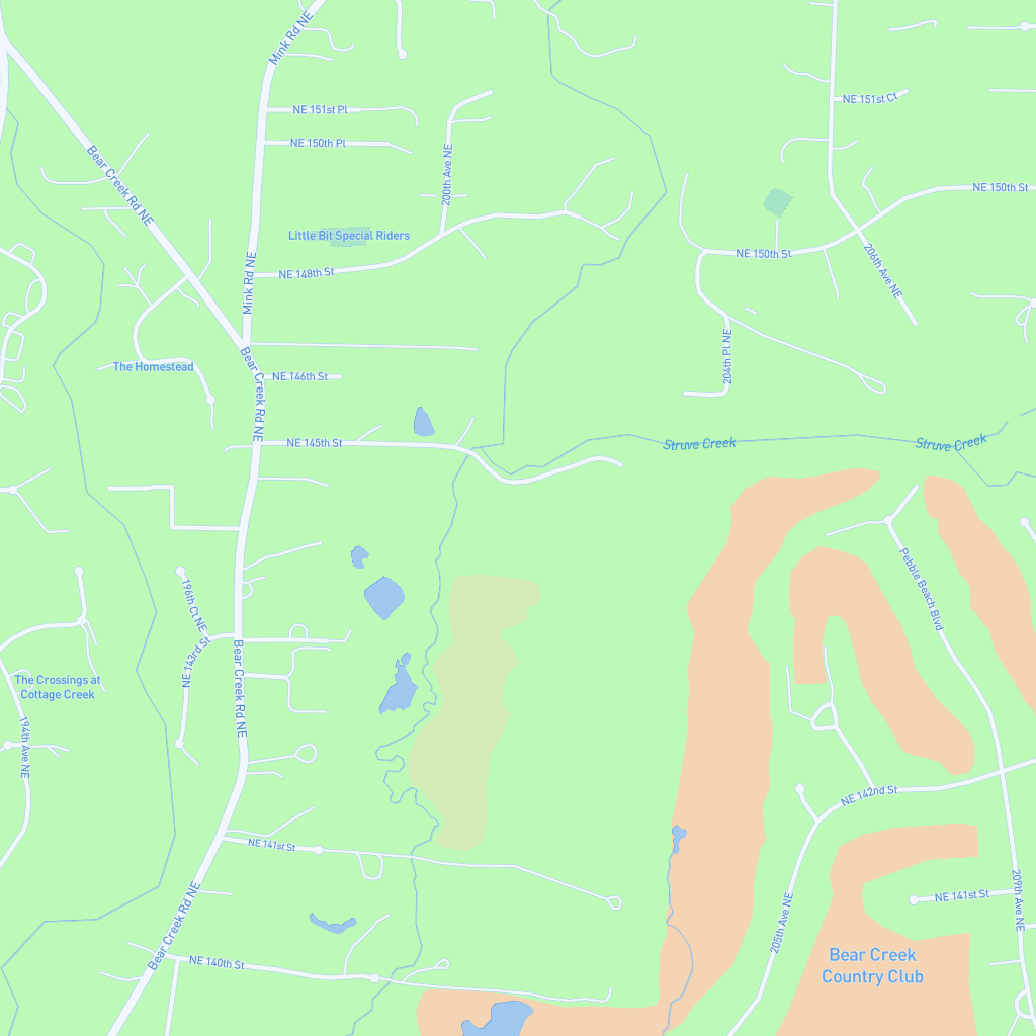 Mink Rd NE
NE 151st Pl
NE 151st Ct
NE 150th Pl
Bear Creek Rd NE
200th Ave NE
NE 150th St
Little Bit Special Riders
NE 150th St
206th Ave NE
NE 148th St
Mink Rd NE
The Homestead
NE 146th St
Bear Creek Rd NE
204th Pl NE
NE 145th St
Struve Creek
Struve Creek
196th Ct NE
Pebble Beach Blvd
NE 143rd St
Bear Creek Rd NE
The Crossings at
Cottage Creek
194th Ave NE
NE 142nd St
NE 141st St
NE 141st St
209th Ave NE
205th Ave NE
Bear Creek Rd NE
NE 140th St
Bear Creek
Country Club